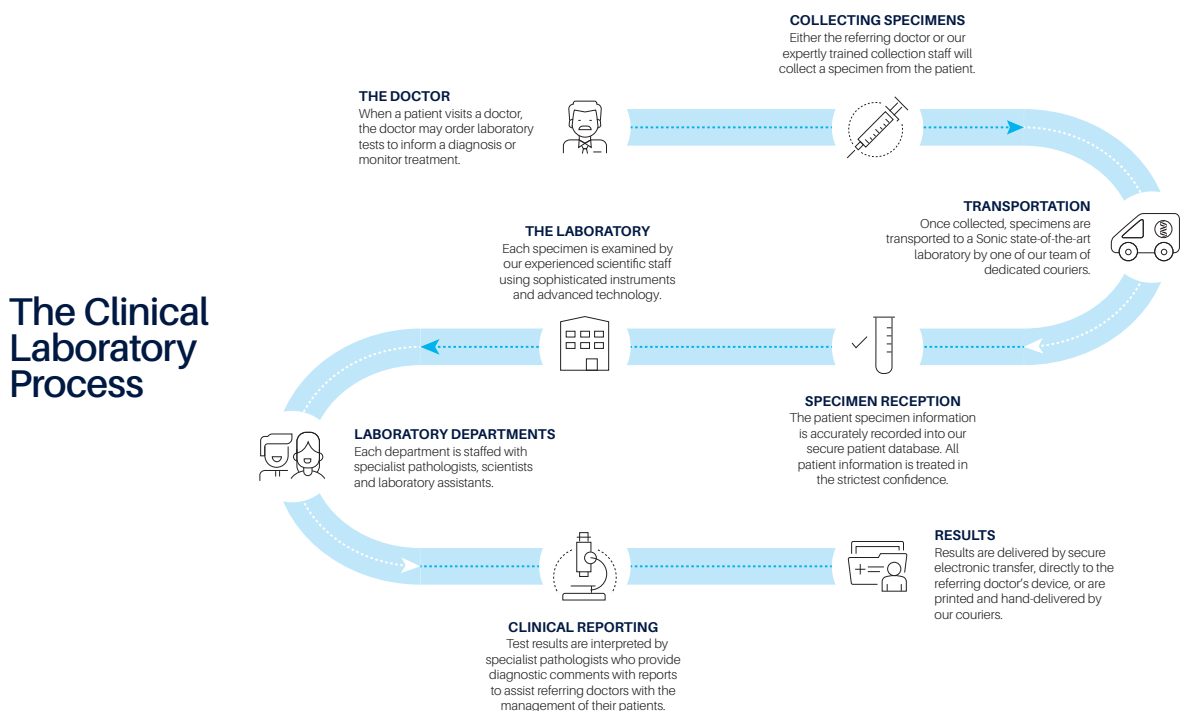 The Clinical
Laboratory
Process
THE DOCTOR
When a patient visits a doctor,
the doctor may order laboratory
tests to inform a diagnosis or
monitor treatment.
COLLECTING SPECIMENS
Either the referring doctor or our
expertly trained collection staff will
collect a specimen from the patient.
TRANSPORTATION
Once collected, specimens are
transported to a Sonic state-of-the-art
laboratory by one of our team of
dedicated couriers.
SPECIMEN RECEPTION
The patient specimen information
is accurately recorded into our
secure patient database. All
patient information is treated in
the strictest confidence.
THE LABORATORY
Each specimen is examined by
our experienced scientific staff
using sophisticated instruments
and advanced technology.
LABORATORY DEPARTMENTS
Each department is staffed with
specialist pathologists, scientists
and laboratory assistants.
CLINICAL REPORTING
Test results are interpreted by
specialist pathologists who provide
diagnostic comments with reports
to assist referring doctors with the
management of their patients.
RESULTS
Results are delivered by secure
electronic transfer, directly to the
referring doctor's device, or are
printed and hand-delivered by
our couriers.